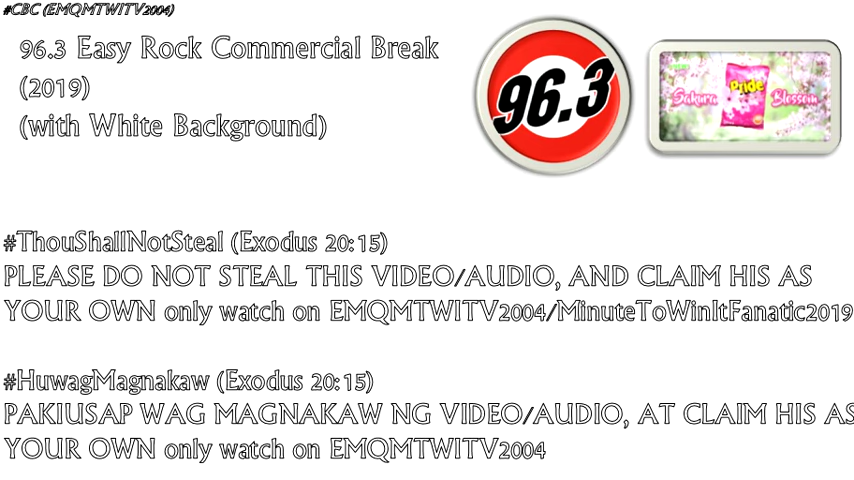 #CBC (EMQMTWITV2004)
96.3 Easy Rock Commercial Break
(2019)
(with White Background)
96.3
Sakura Pride Blossom
#ThouShallNotSteal (Exodus 20:15)
PLEASE DO NOT STEAL THIS VIDEO/AUDIO, AND CLAIM HIS AS
YOUR OWN only watch on EMQMTWITV2004/MinuteToWinItFanatic2019
#HuwagMagnakaw (Exodus 20:15)
PAKIUSAP WAG MAGNAKAW NG VIDEO/AUDIO, AT CLAIM HIS AS
YOUR OWN only watch on EMQMTWITV2004